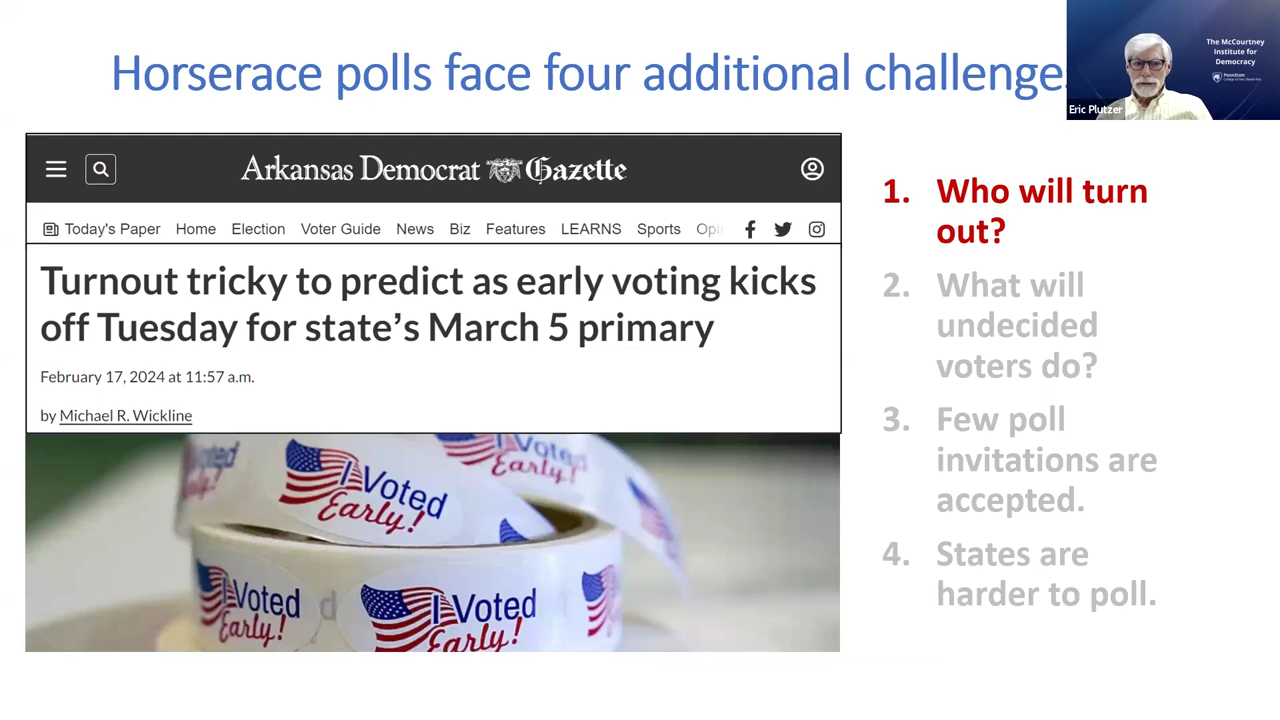 Horserace polls face four additional challenge
The McCourtney
Institute for
Democracy
PennState
Eric Plutzer
Arkansas Democrat Gazette
Today's Paper Home Election Voter Guide News Biz Features LEARNS Sports Opi
Turnout tricky to predict as early voting kicks
off Tuesday for state’s March 5 primary
February 17, 2024 at 11:57 a.m.
by Michael R. Wickline
1. Who will turn
out?
2. What will
undecided
voters do?
3. Few poll
invitations are
accepted.
4. States are
harder to poll.
Voted
Early!
I Voted
Early!
I Voted
Early!
I Voted
Early!